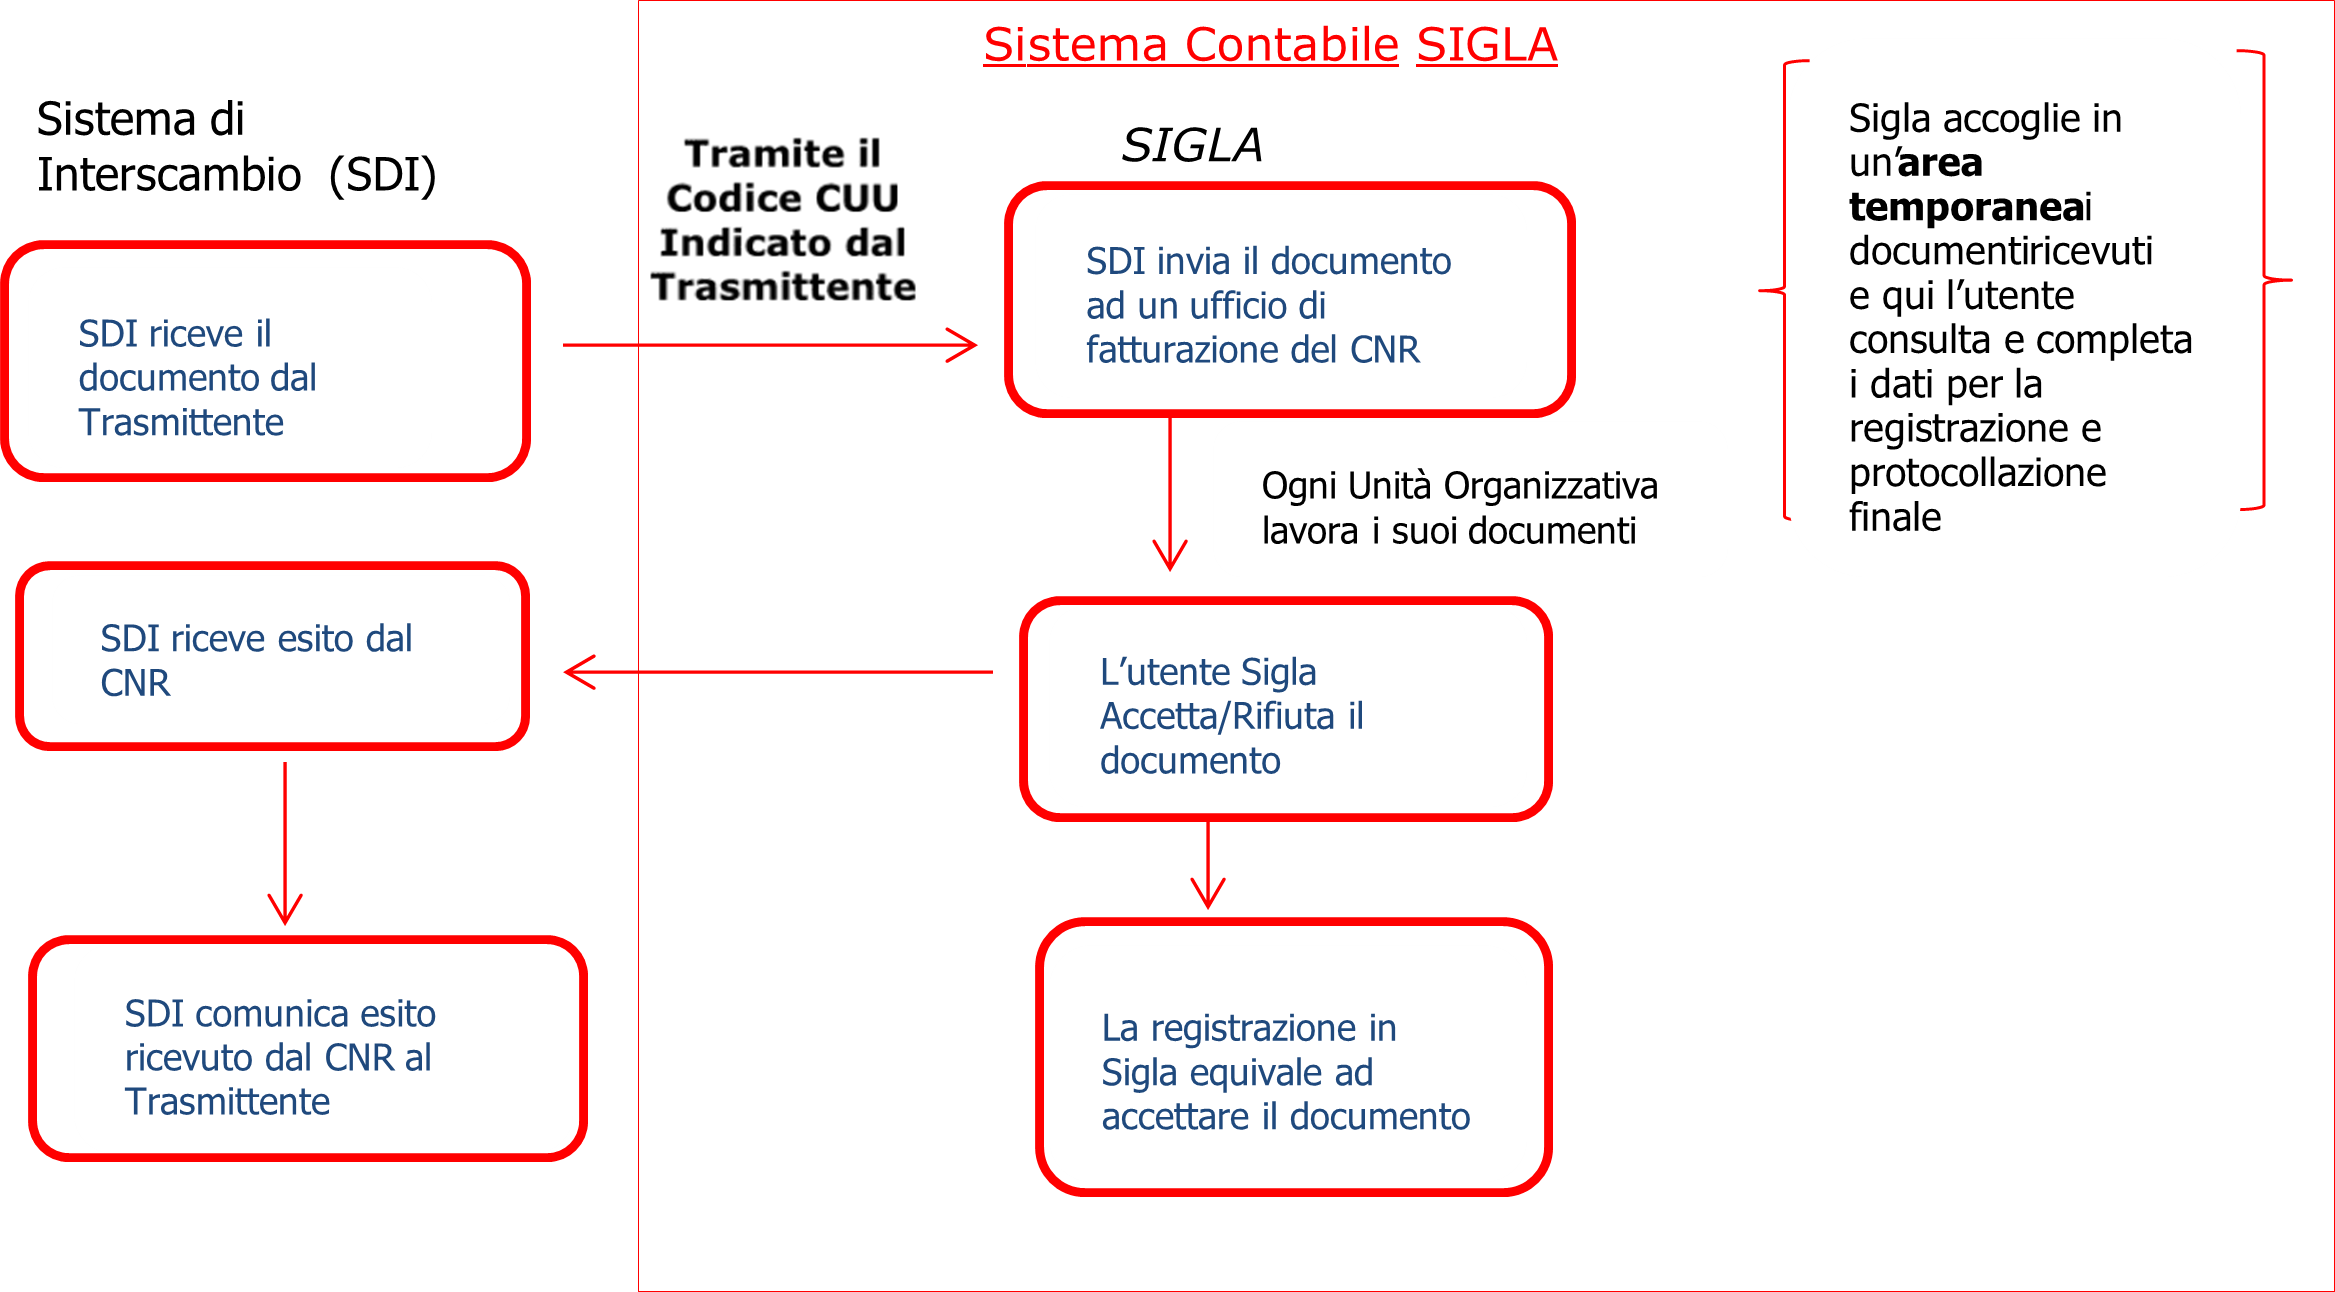 Sistema Contabile SIGLA
Sistema di
Interscambio (SDI)
SDI riceve il
documento dal
Trasmittente
Tramite il
Codice CUU
Indicato dal
Trasmittente
SIGLA
SDI invia il documento
ad un ufficio di
fatturazione del CNR
Sigla accoglie in
un’area
temporaneai
documentiricevuti
e qui l’utente
consulta e completa
i dati per la
registrazione e
protocollazione
finale
Ogni Unità Organizzativa
lavora i suoi documenti
SDI riceve esito dal
CNR
L’utente Sigla
Accetta/Rifiuta il
documento
SDI comunica esito
ricevuto dal CNR al
Trasmittente
La registrazione in
Sigla equivale ad
accettare il documento